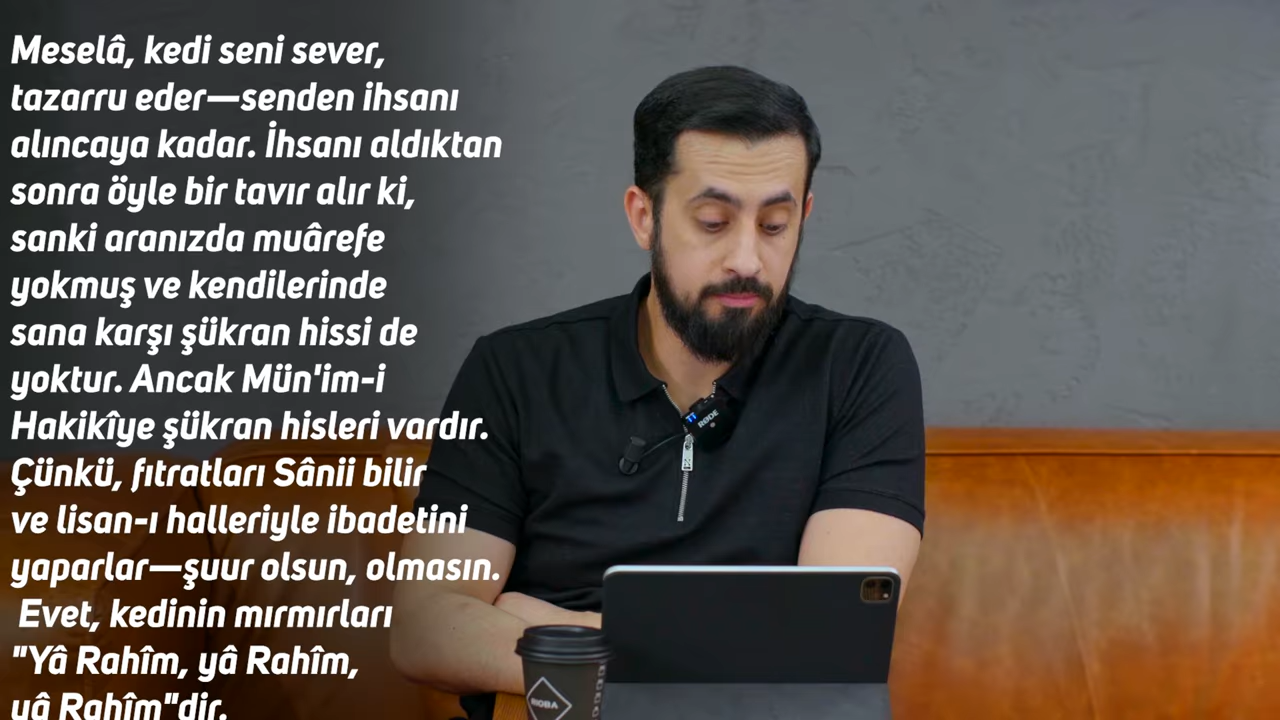 Meselâ, kedi seni sever,
tazarru eder—senden ihsanı
alıncaya kadar. İhsanı aldıktan
sonra öyle bir tavır alır ki,
sanki aranızda muârefe
yokmuş ve kendilerinde
sana karşı şükran hissi de
yoktur. Ancak Mün'im-i
Hakikîye şükran hisleri vardır.
Çünkü, fıtratları Sânii bilir
ve lisan-ı halleriyle ibadetini
yaparlar—şuur olsun, olmasın.
Evet, kedinin mırmırları
"Yâ Rahîm, yâ Rahîm,
yâ Rahîm"dir.
RØDE